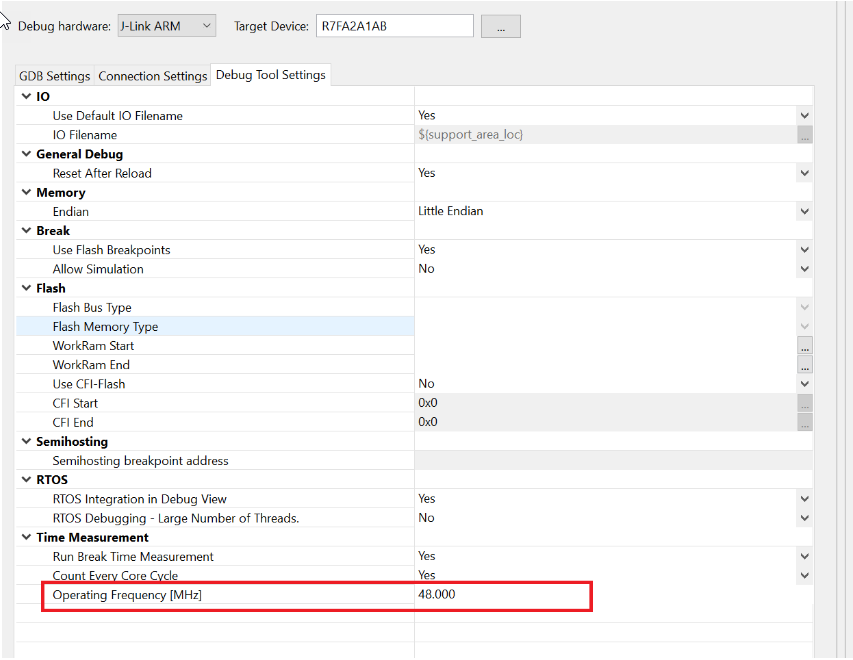 Debug hardware: J-Link ARM Target Device: R7FA2A1AB ...
GDB Settings Connection Settings Debug Tool Settings
IO
Use Default IO Filename Yes
IO Filename ${support_area_loc} ...
General Debug
Reset After Reload Yes
Memory
Endian Little Endian
Break
Use Flash Breakpoints Yes
Allow Simulation No
Flash
Flash Bus Type
Flash Memory Type
WorkRam Start ...
WorkRam End ...
Use CFI-Flash No
CFI Start 0x0 ...
CFI End 0x0 ...
Semihosting
Semihosting breakpoint address
RTOS
RTOS Integration in Debug View Yes
RTOS Debugging - Large Number of Threads. No
Time Measurement
Run Break Time Measurement Yes
Count Every Core Cycle Yes
Operating Frequency [MHz] 48.000